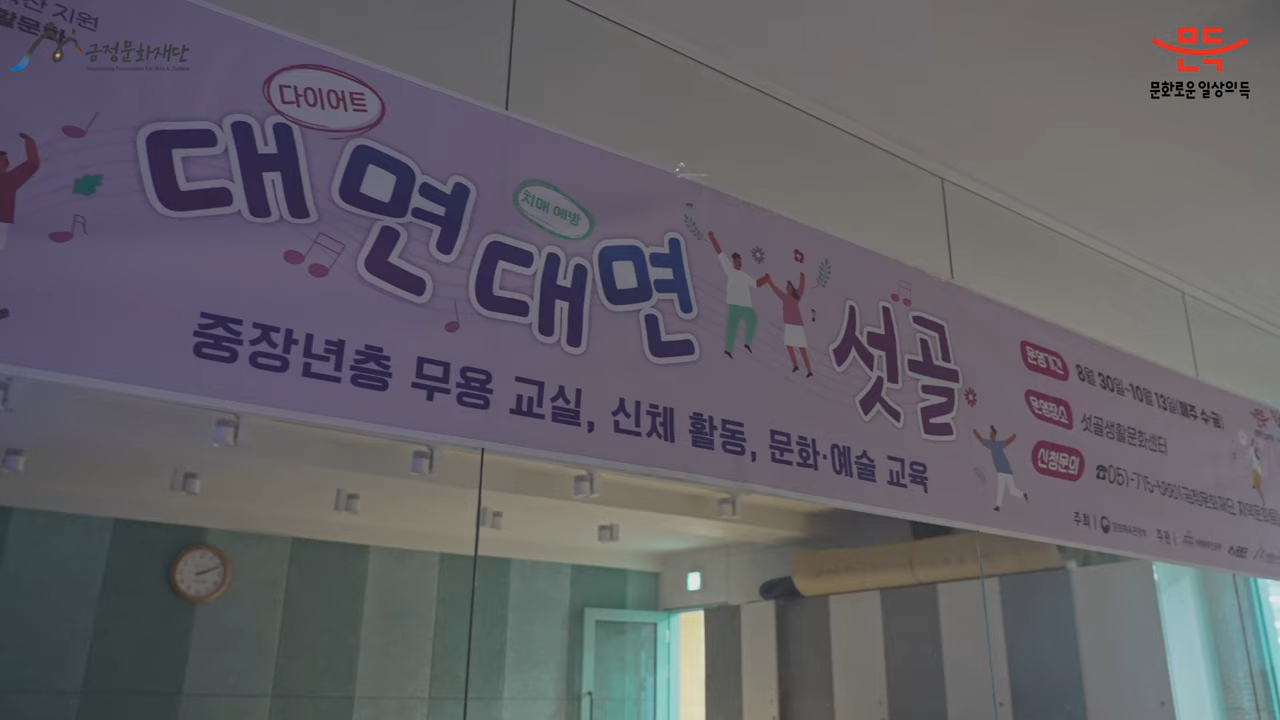 금정문화재단
문득
문화로운 일상의 득
다이어트
치매 예방
대면대면 섯골
중장년층 무용 교실, 신체 활동, 문화·예술 교육
운영기간 8월 30일~10월 13일(매주 수·금)
운영장소 섯골생활문화센터
신청문의 ☎051-715-
주최 |
주관 |